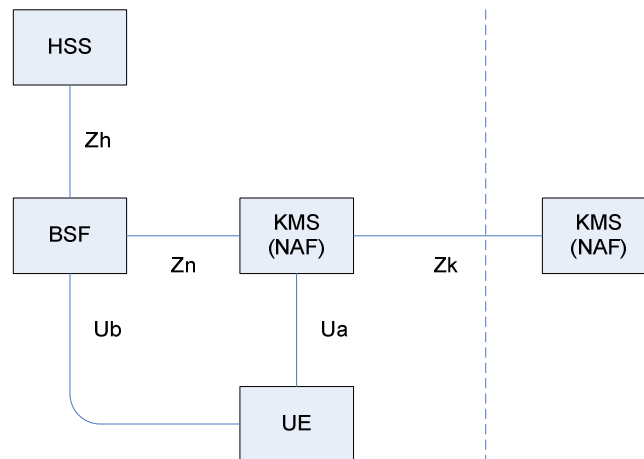 HSS
Zh
BSF
Zn
KMS
(NAF)
Zk
KMS
(NAF)
Ub
Ua
UE